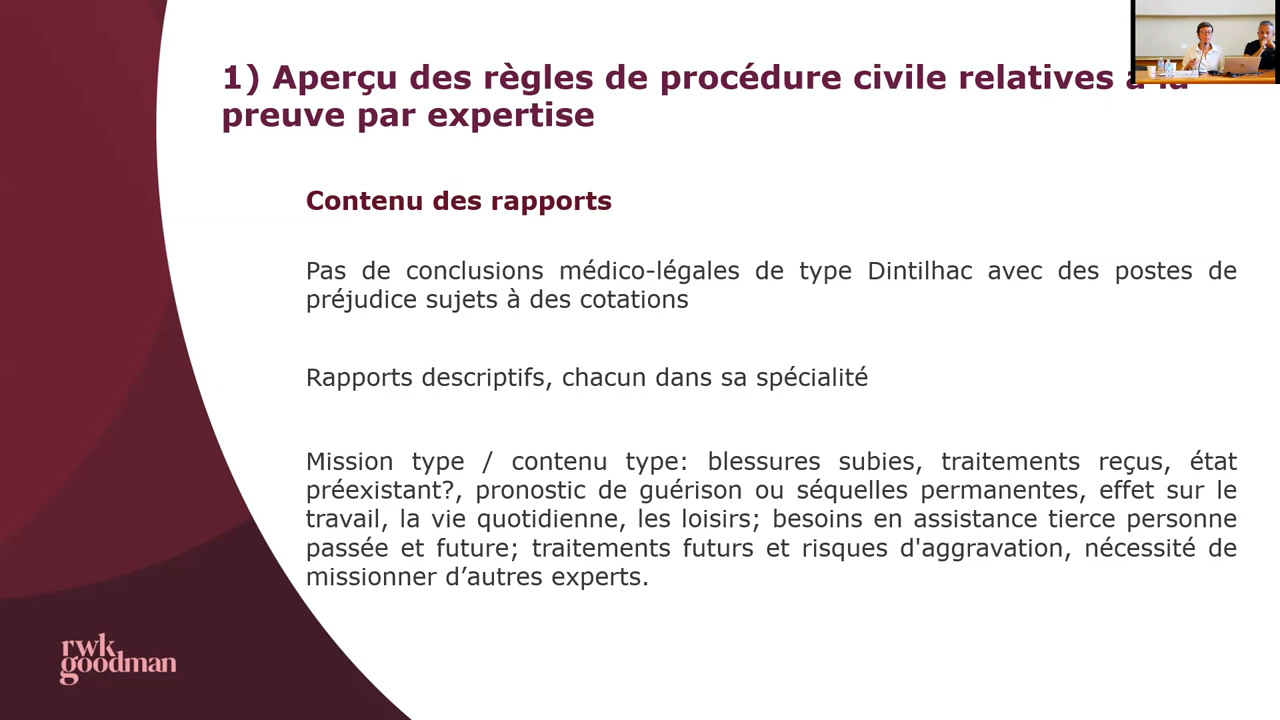 1) Aperçu des règles de procédure civile relatives à la
preuve par expertise
Contenu des rapports
Pas de conclusions médico-légales de type Dintilhac avec des postes de
préjudice sujets à des cotations
Rapports descriptifs, chacun dans sa spécialité
Mission type / contenu type: blessures subies, traitements reçus, état
préexistant?, pronostic de guérison ou séquelles permanentes, effet sur le
travail, la vie quotidienne, les loisirs; besoins en assistance tierce personne
passée et future; traitements futurs et risques d'aggravation, nécessité de
missionner d’autres experts.
rwk
goodman